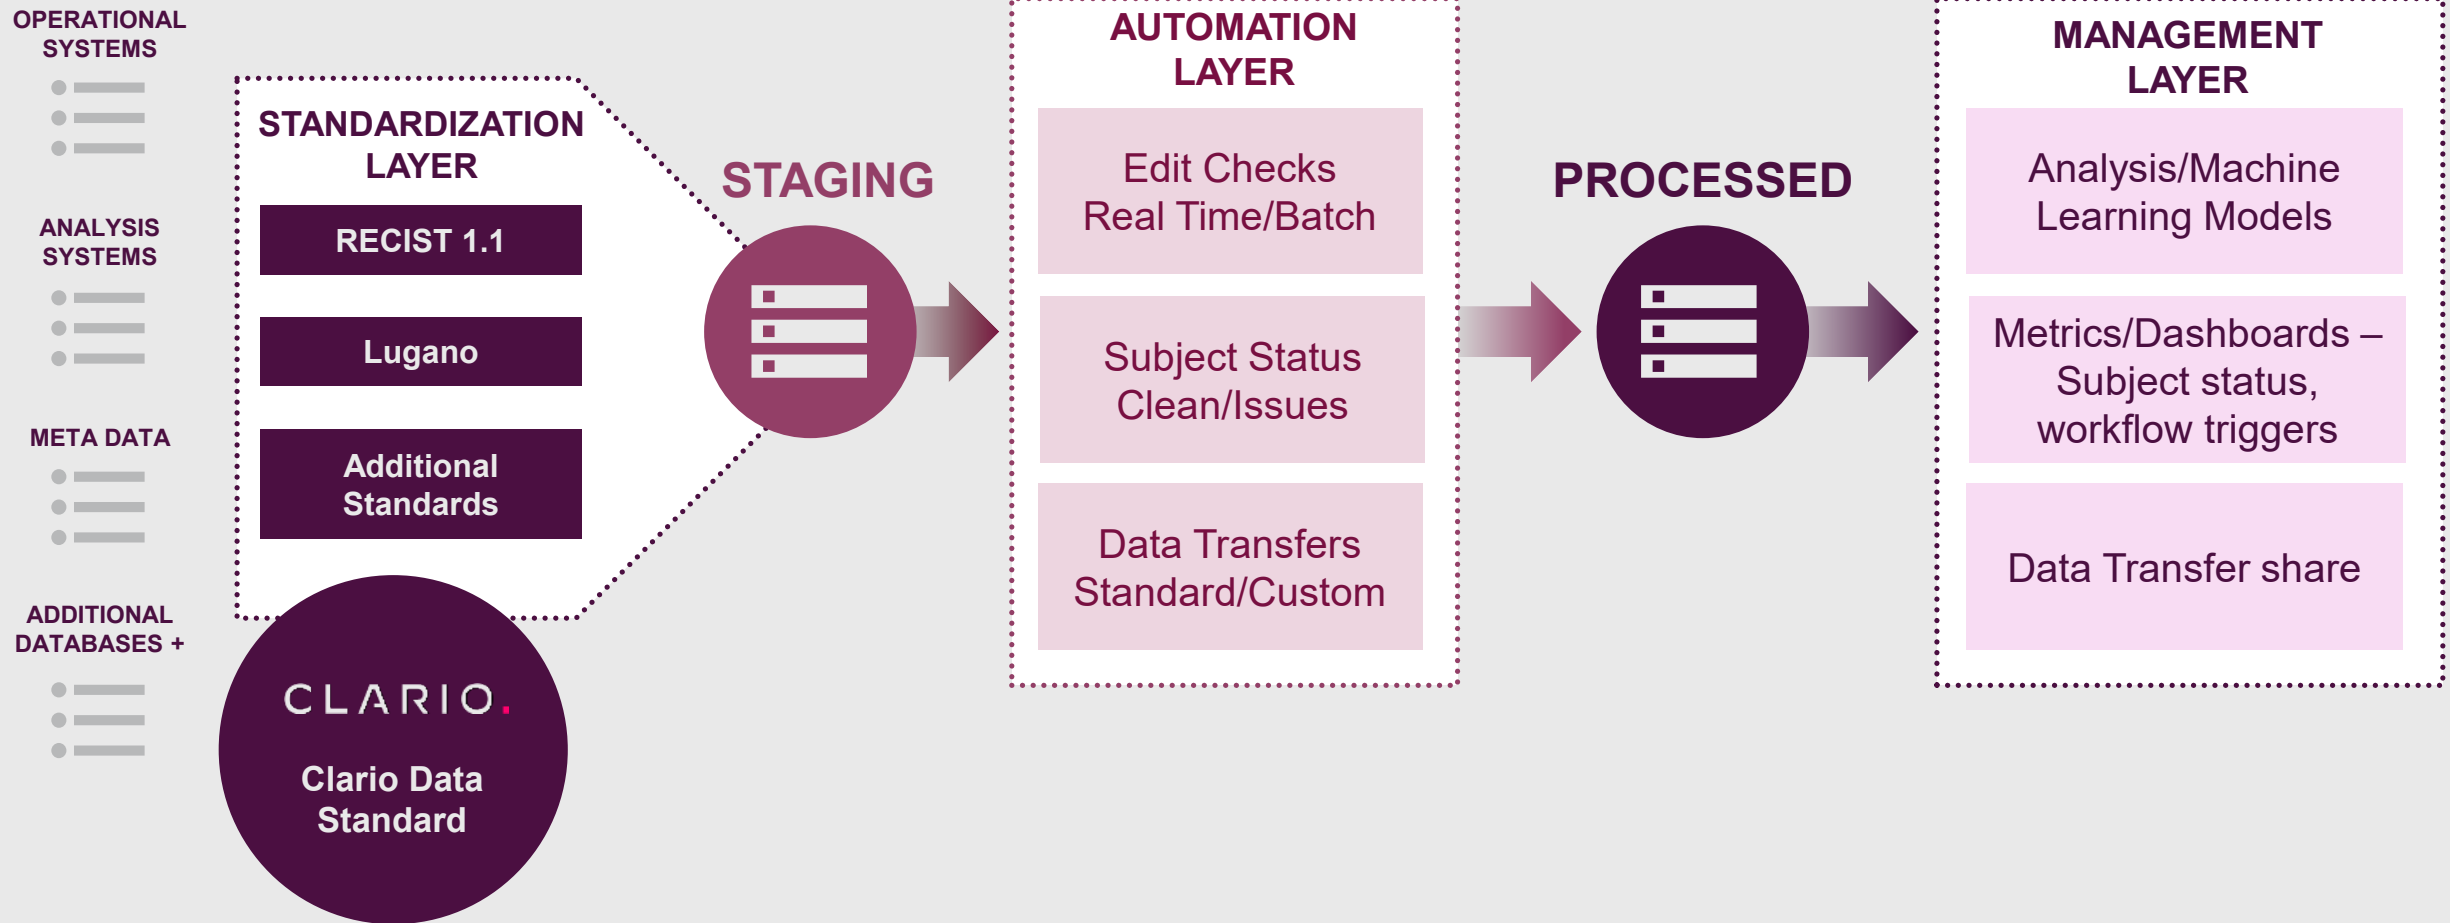 OPERATIONAL
SYSTEMS
ANALYSIS
SYSTEMS
META DATA
ADDITIONAL
DATABASES +
STANDARDIZATION
LAYER
RECIST 1.1
Lugano
Additional
Standards
CLARIO.
Clario Data
Standard
STAGING
AUTOMATION
LAYER
Edit Checks
Real Time/Batch
Subject Status
Clean/Issues
Data Transfers
Standard/Custom
PROCESSED
MANAGEMENT
LAYER
Analysis/Machine
Learning Models
Metrics/Dashboards –
Subject status,
workflow triggers
Data Transfer share